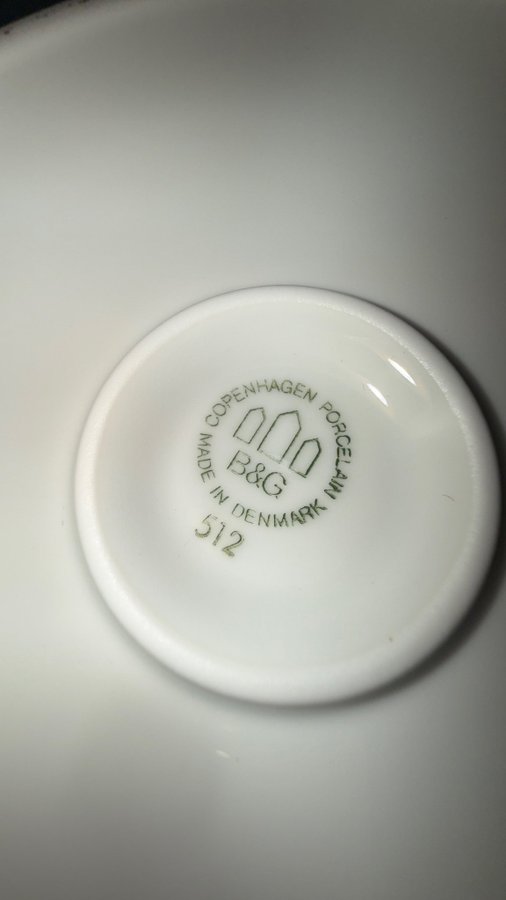 COPENHAGEN PORCELAIN
B&G
MADE IN DENMARK
512